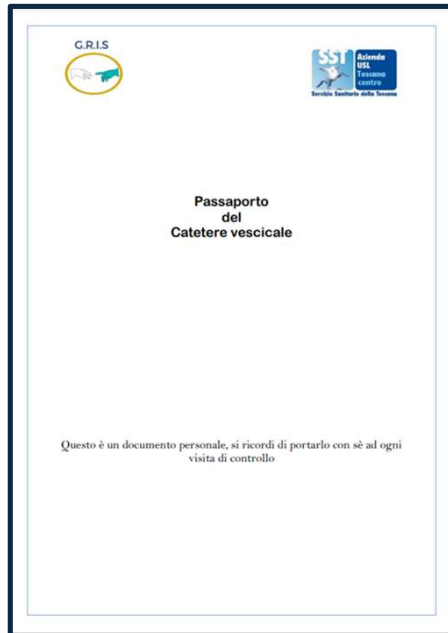 G.R.I.S
SST Azienda
USL
Toscana
centro
Servizio Sanitario della Toscana
Passaporto
del
Catetere vescicale
Questo è un documento personale, si ricordi di portarlo con sè ad ogni
visita di controllo